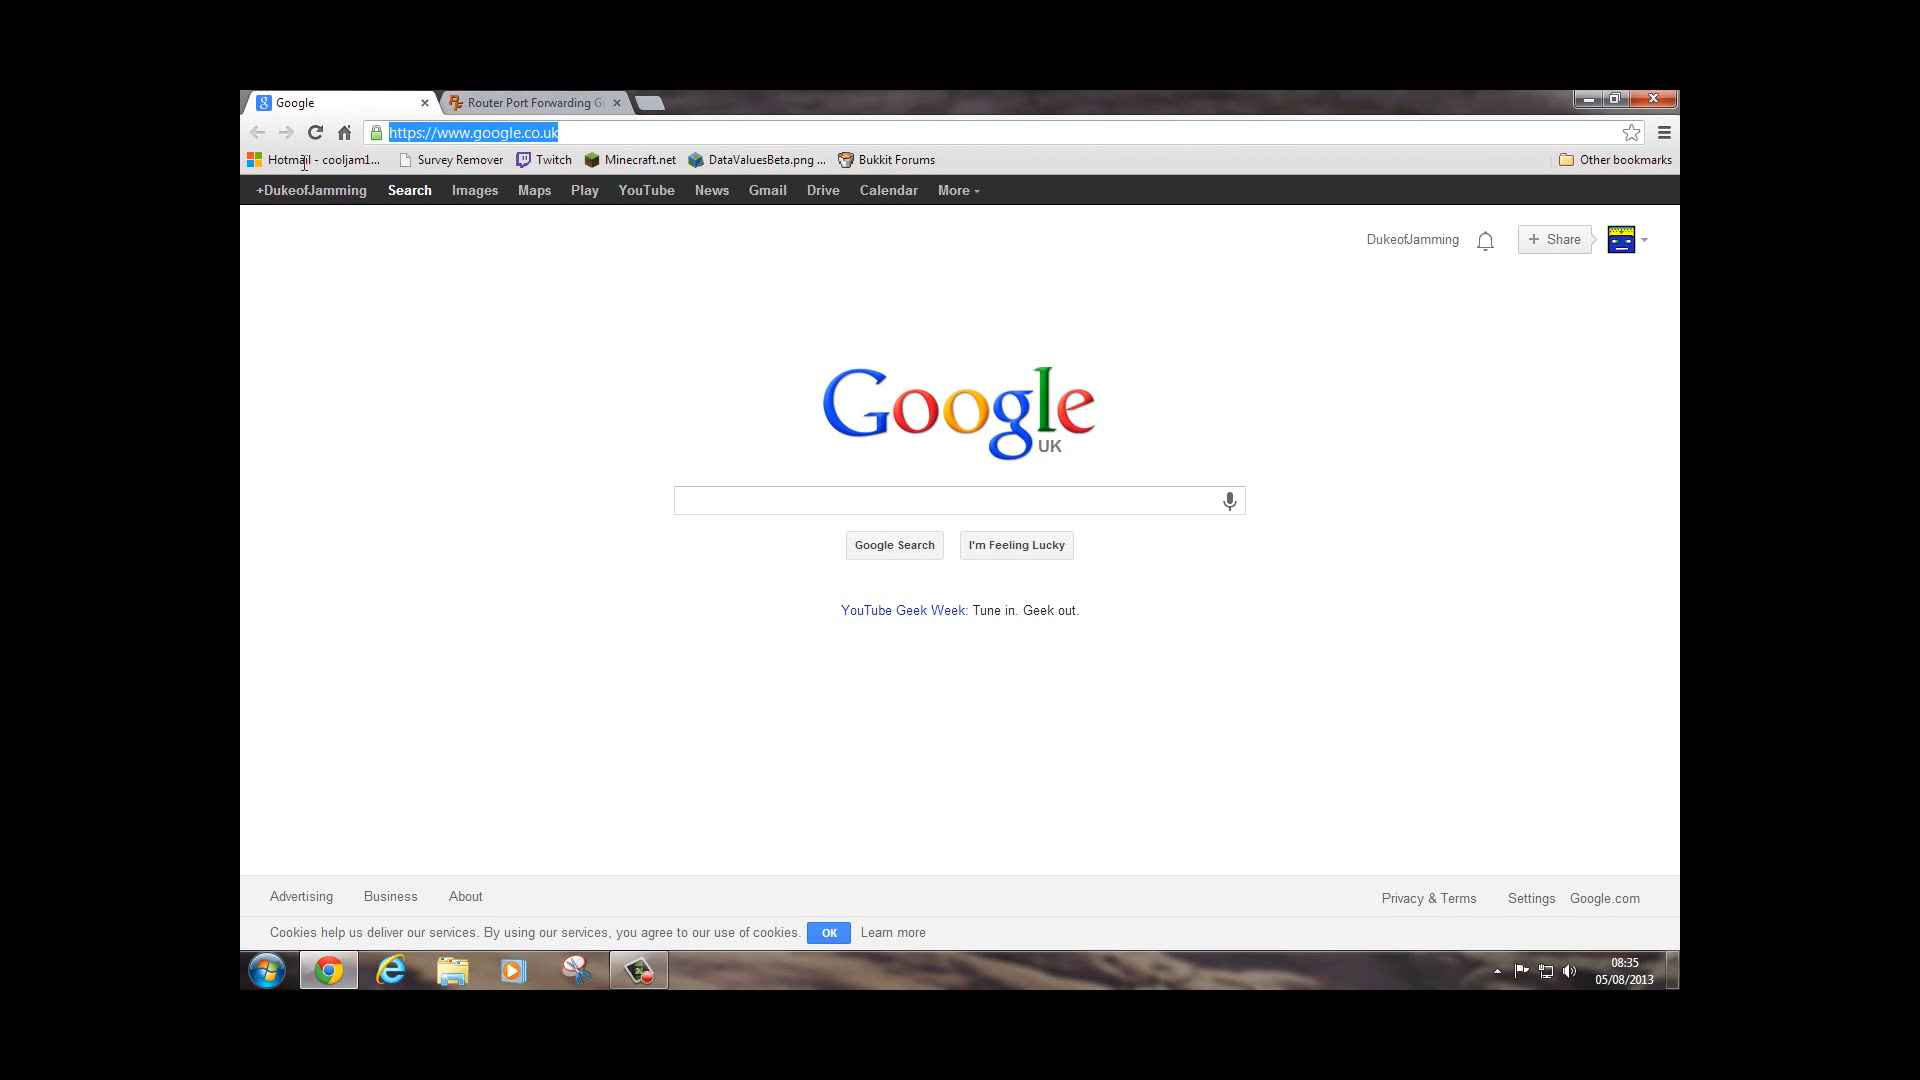 Google
Router Port Forwarding G
https://www.google.co.uk
Hotmail - cooljam1... Survey Remover Twitch Minecraft.net DataValuesBeta.png ... Bukkit Forums Other bookmarks
+DukeofJamming Search Images Maps Play YouTube News Gmail Drive Calendar More
DukeofJamming + Share
Google
UK
Google Search I'm Feeling Lucky
YouTube Geek Week: Tune in. Geek out.
Advertising Business About Privacy & Terms Settings Google.com
Cookies help us deliver our services. By using our services, you agree to our use of cookies. OK Learn more
08:35
05/08/2013